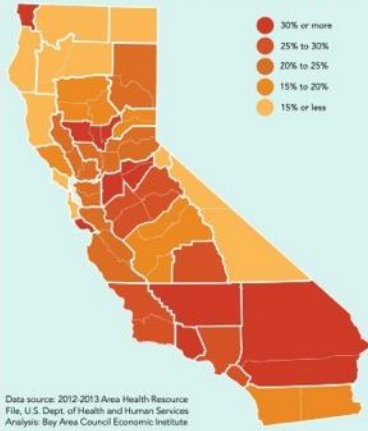 30% or more
25% to 30%
20% to 25%
15% to 20%
15% or less
Data source: 2012-2013 Area Health Resource
File, U.S. Dept. of Health and Human Services
Analysis: Bay Area Council Economic Institute